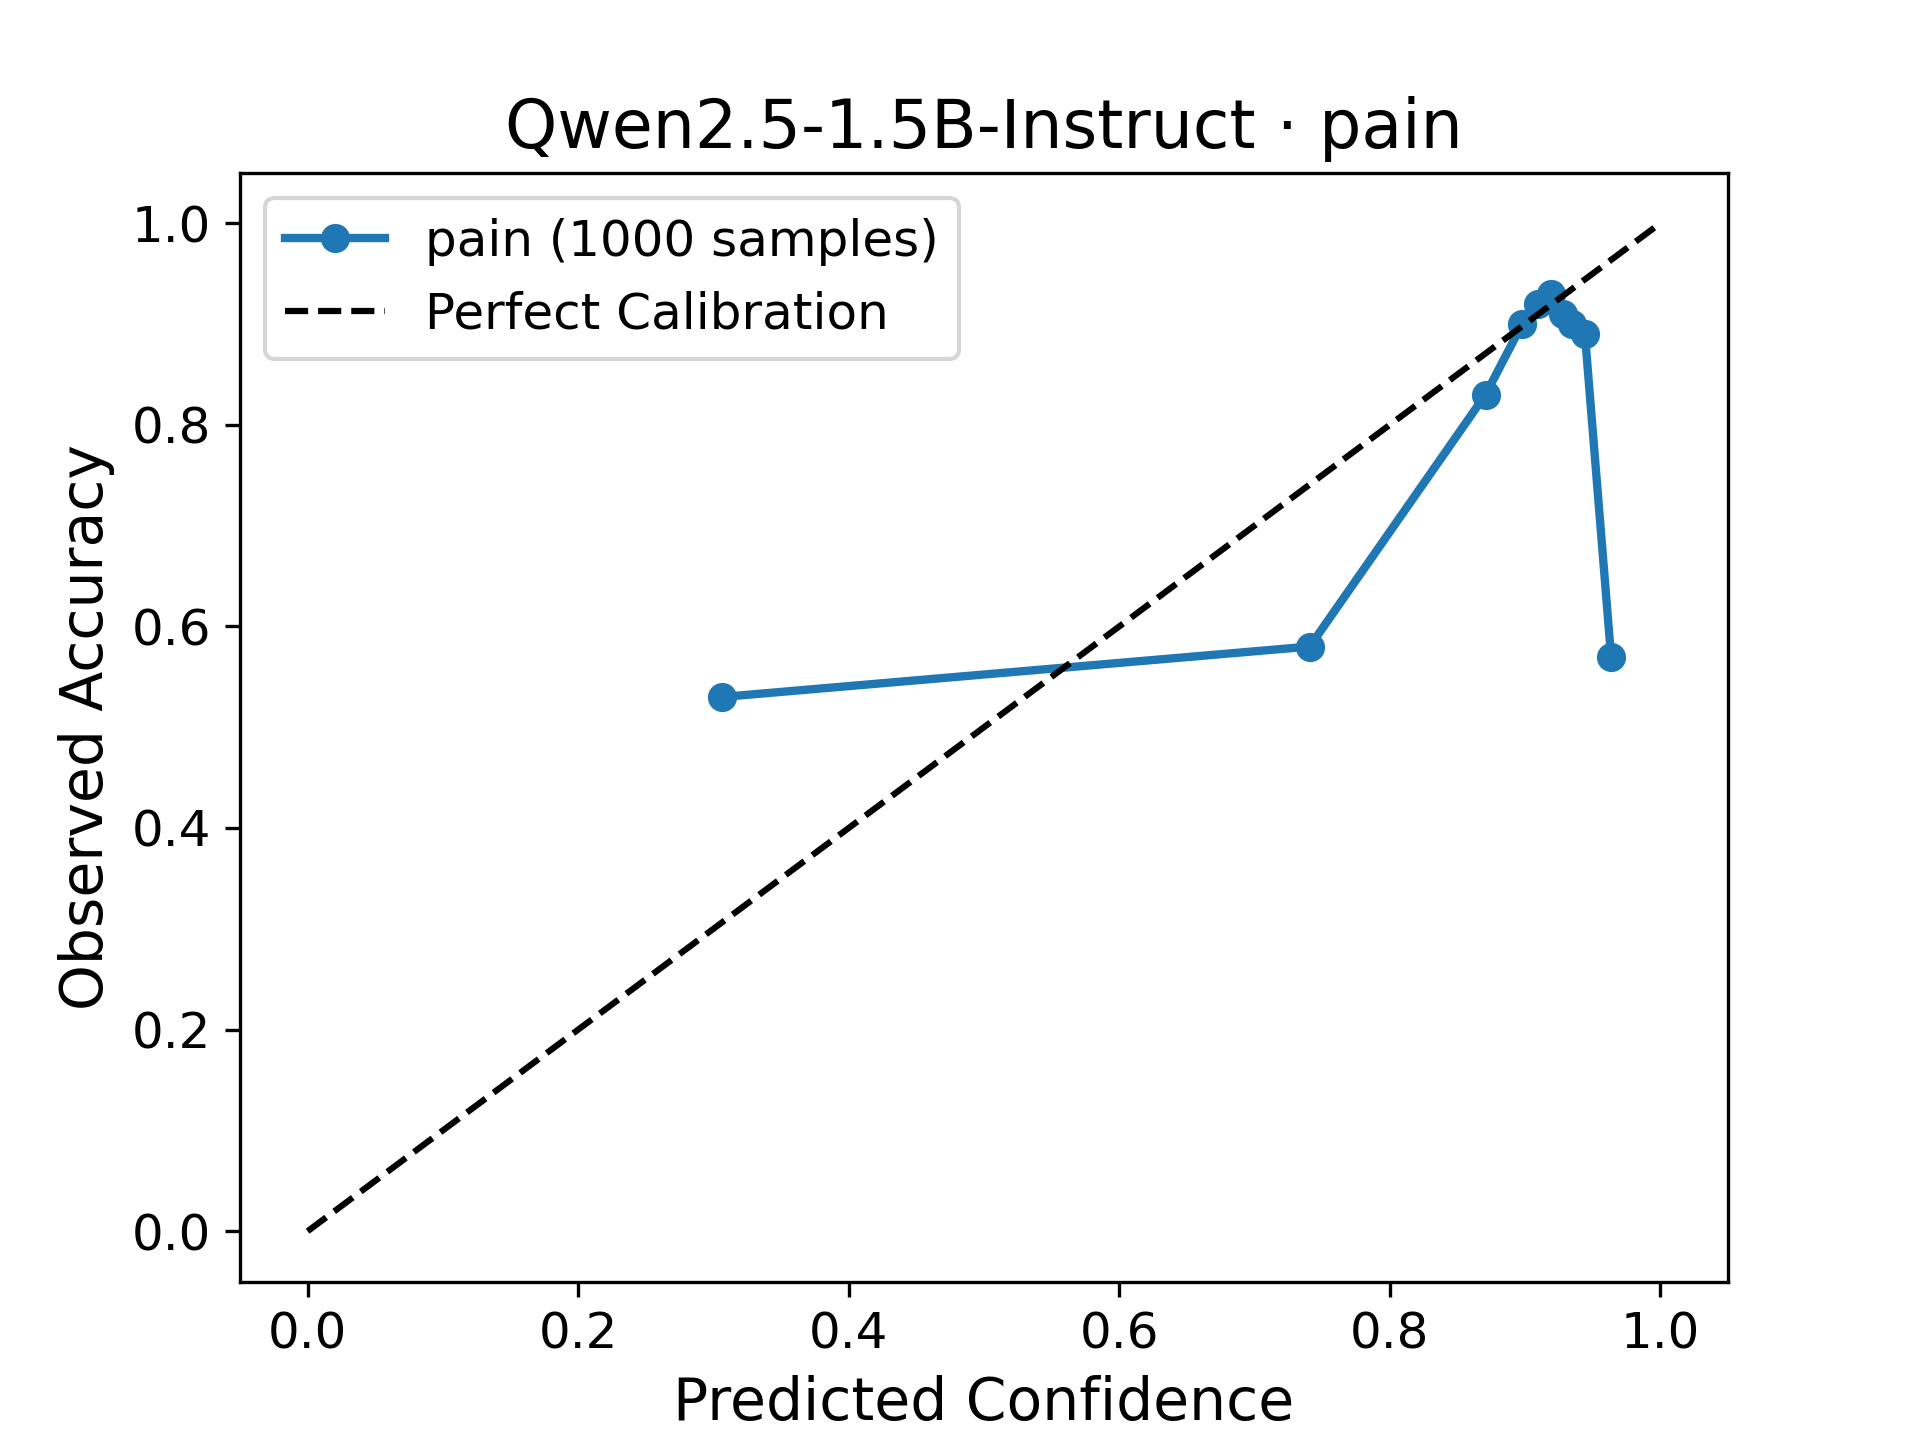 Qwen2.5-1.5B-Instruct · pain
pain (1000 samples)
Perfect Calibration
Observed Accuracy
1.0
0.8
0.6
0.4
0.2
0.0
0.0 0.2 0.4 0.6 0.8 1.0
Predicted Confidence